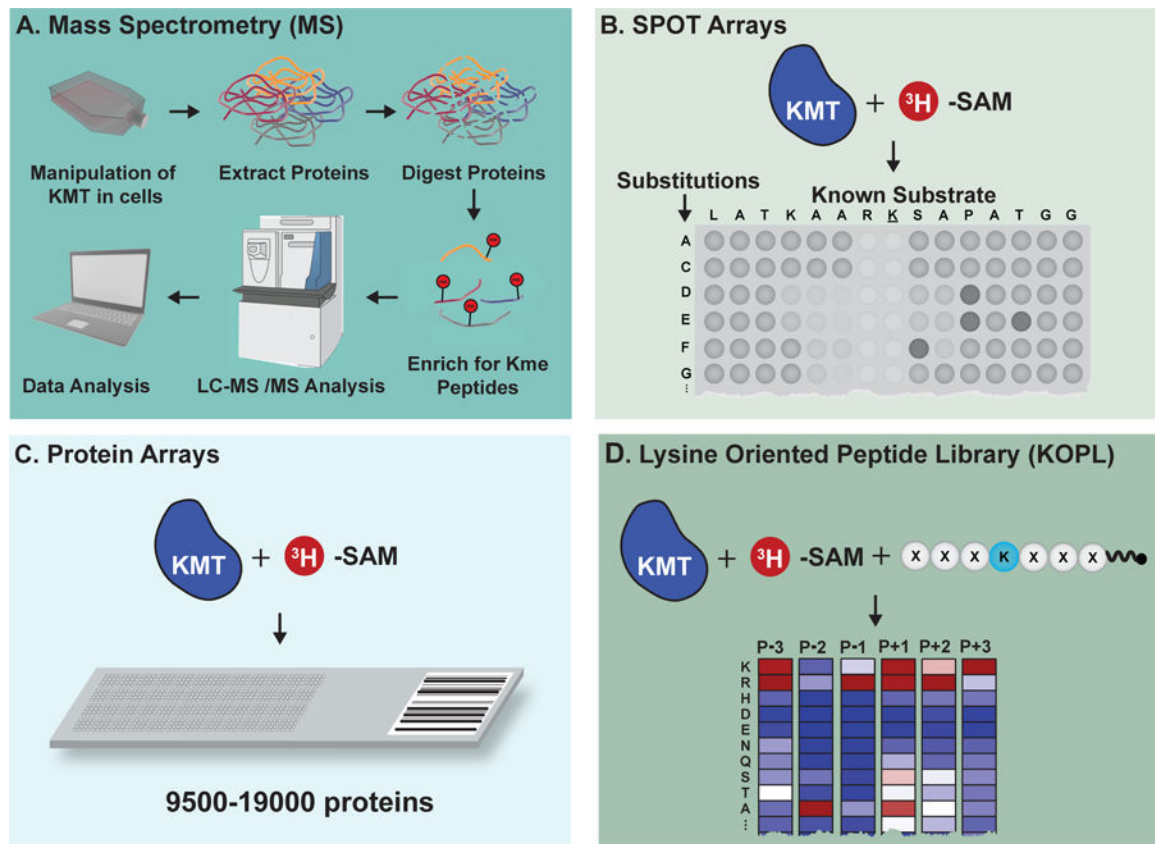 A. Mass Spectrometry (MS)
Manipulation of
KMT in cells
Extract Proteins
Digest Proteins
Enrich for Kme
Peptides
LC-MS /MS Analysis
Data Analysis
B. SPOT Arrays
KMT + ³H -SAM
Substitutions
Known Substrate
L A T K A A R K S A P A T G G
A
C
D
E
F
G
⋮
C. Protein Arrays
KMT + ³H -SAM
9500-19000 proteins
D. Lysine Oriented Peptide Library (KOPL)
KMT + ³H -SAM + X X X K X X X
P-3 P-2 P-1 P+1 P+2 P+3
K
R
H
D
E
N
Q
S
T
A
⋮